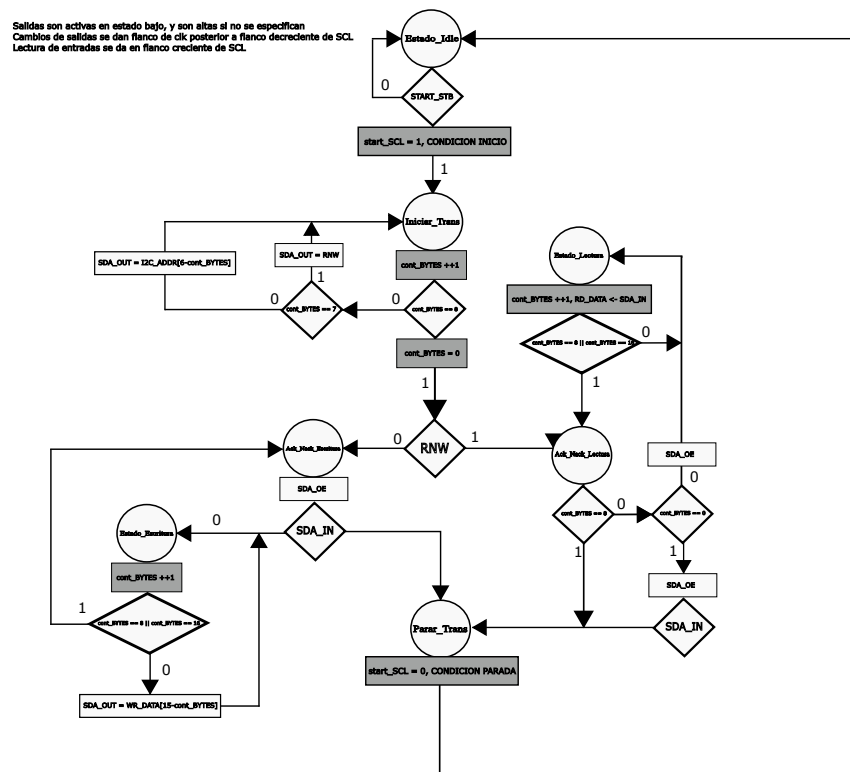 Salidas son activas en estado bajo, y son altas si no se especifican
Cambios de salidas se dan flanco de clk posterior a flanco decreciente de SCL
Lectura de entradas se da en flanco creciente de SCL
Estado_Idle
0
START_STB
start_SCL = 1, CONDICION INICIO
1
Iniciar_Trans
SDA_OUT = I2C_ADDR[6-cont_BYTES]
SDA_OUT = RNW
cont_BYTES ++1
Estado_Lectura
1
0
cont_BYTES == 7
0
cont_BYTES == 8
cont_BYTES ++1, RD_DATA <- SDA_IN
0
cont_BYTES == 8 || cont_BYTES == 16
cont_BYTES = 0
1
1
Ack_Nack_Escritura
0
RNW
1
Ack_Nack_Lectura
SDA_OE
SDA_OE
0
Estado_Escritura
0
SDA_IN
cont_BYTES == 8
0
cont_BYTES == 0
1
1
cont_BYTES ++1
SDA_OE
1
cont_BYTES == 8 || cont_BYTES == 16
Parar_Trans
SDA_IN
0
start_SCL = 0, CONDICION PARADA
SDA_OUT = WR_DATA[15-cont_BYTES]